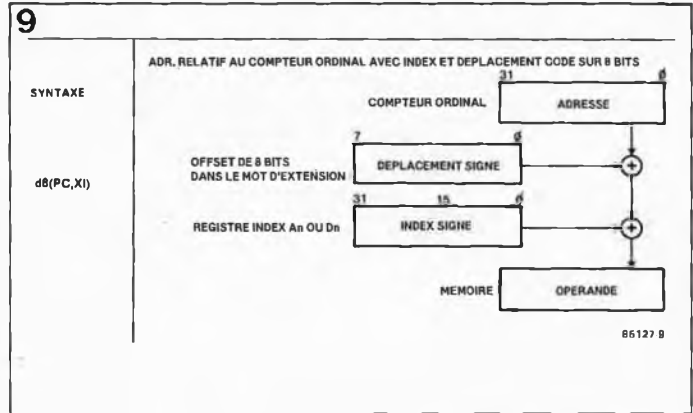 9
ADR. RELATIF AU COMPTEUR ORDINAL AVEC INDEX ET DEPLACEMENT CODE SUR 8 BITS
SYNTAXE
31 Ø
COMPTEUR ORDINAL ADRESSE
7 Ø
OFFSET DE 8 BITS
DANS LE MOT D'EXTENSION
DEPLACEMENT SIGNE
+
d8(PC,XI)
31 15 Ø
REGISTRE INDEX An OU Dn INDEX SIGNE
+
MEMOIRE OPERANDE
86127 9